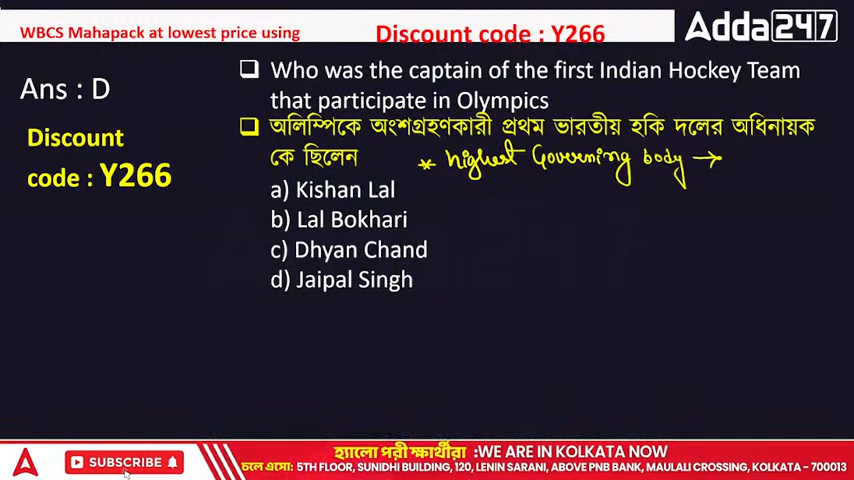 WBCS Mahapack at lowest price using
Discount code : Y266
Adda247
Ans : D
Discount
code : Y266
❑ Who was the captain of the first Indian Hockey Team
that participate in Olympics
❑ অলিম্পিকে অংশগ্রহণকারী প্রথম ভারতীয় হকি দলের অধিনায়ক
কে ছিলেন
* highest Governing body →
a) Kishan Lal
b) Lal Bokhari
c) Dhyan Chand
d) Jaipal Singh
SUBSCRIBE
হ্যালো পরীক্ষার্থীরা :WE ARE IN KOLKATA NOW
চলে এসো: 5TH FLOOR, SUNIDHI BUILDING, 120, LENIN SARANI, ABOVE PNB BANK, MAULALI CROSSING, KOLKATA - 700013